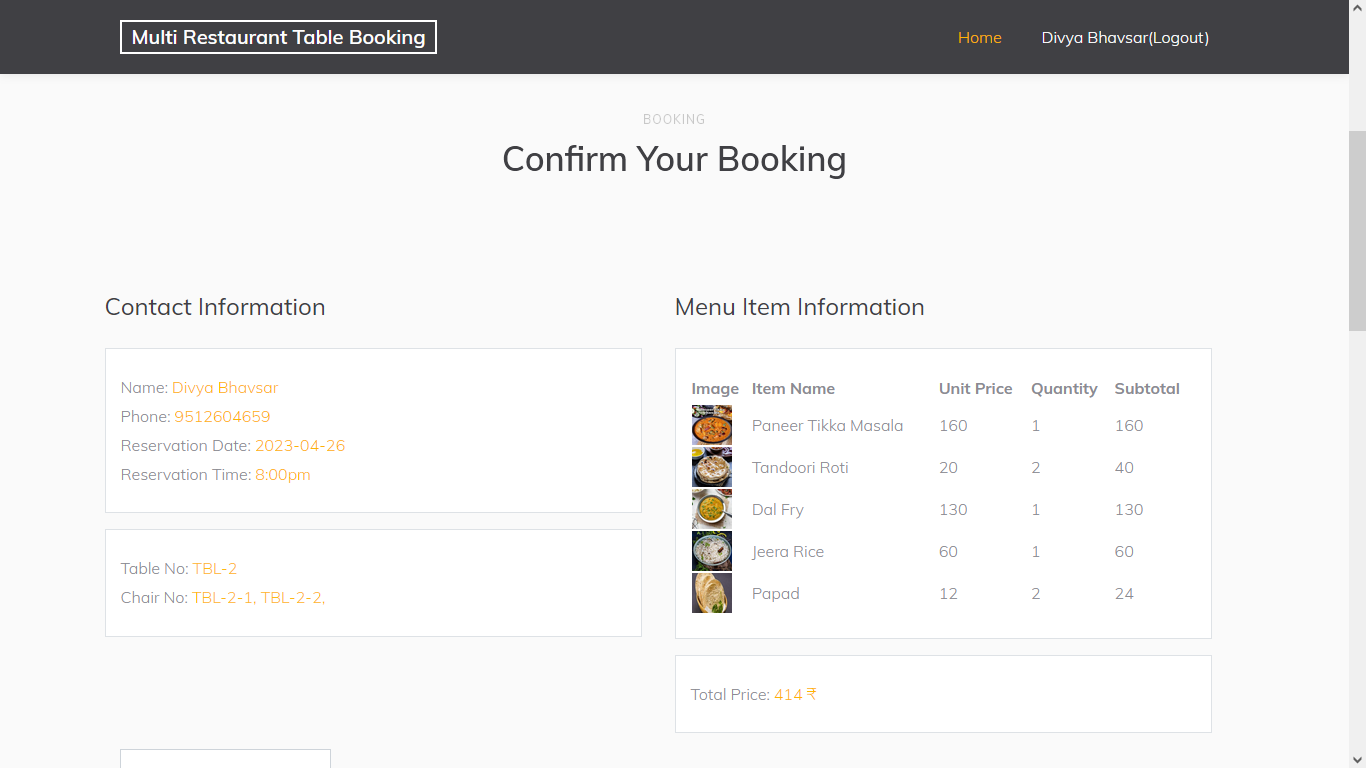 Multi Restaurant Table Booking
Home
Divya Bhavsar(Logout)
BOOKING
Confirm Your Booking
Contact Information
Name: Divya Bhavsar
Phone: 9512604659
Reservation Date: 2023-04-26
Reservation Time: 8:00pm
Table No: TBL-2
Chair No: TBL-2-1, TBL-2-2,
Menu Item Information
Image Item Name Unit Price Quantity Subtotal
Paneer Tikka Masala 160 1 160
Tandoori Roti 20 2 40
Dal Fry 130 1 130
Jeera Rice 60 1 60
Papad 12 2 24
Total Price: 414 ₹